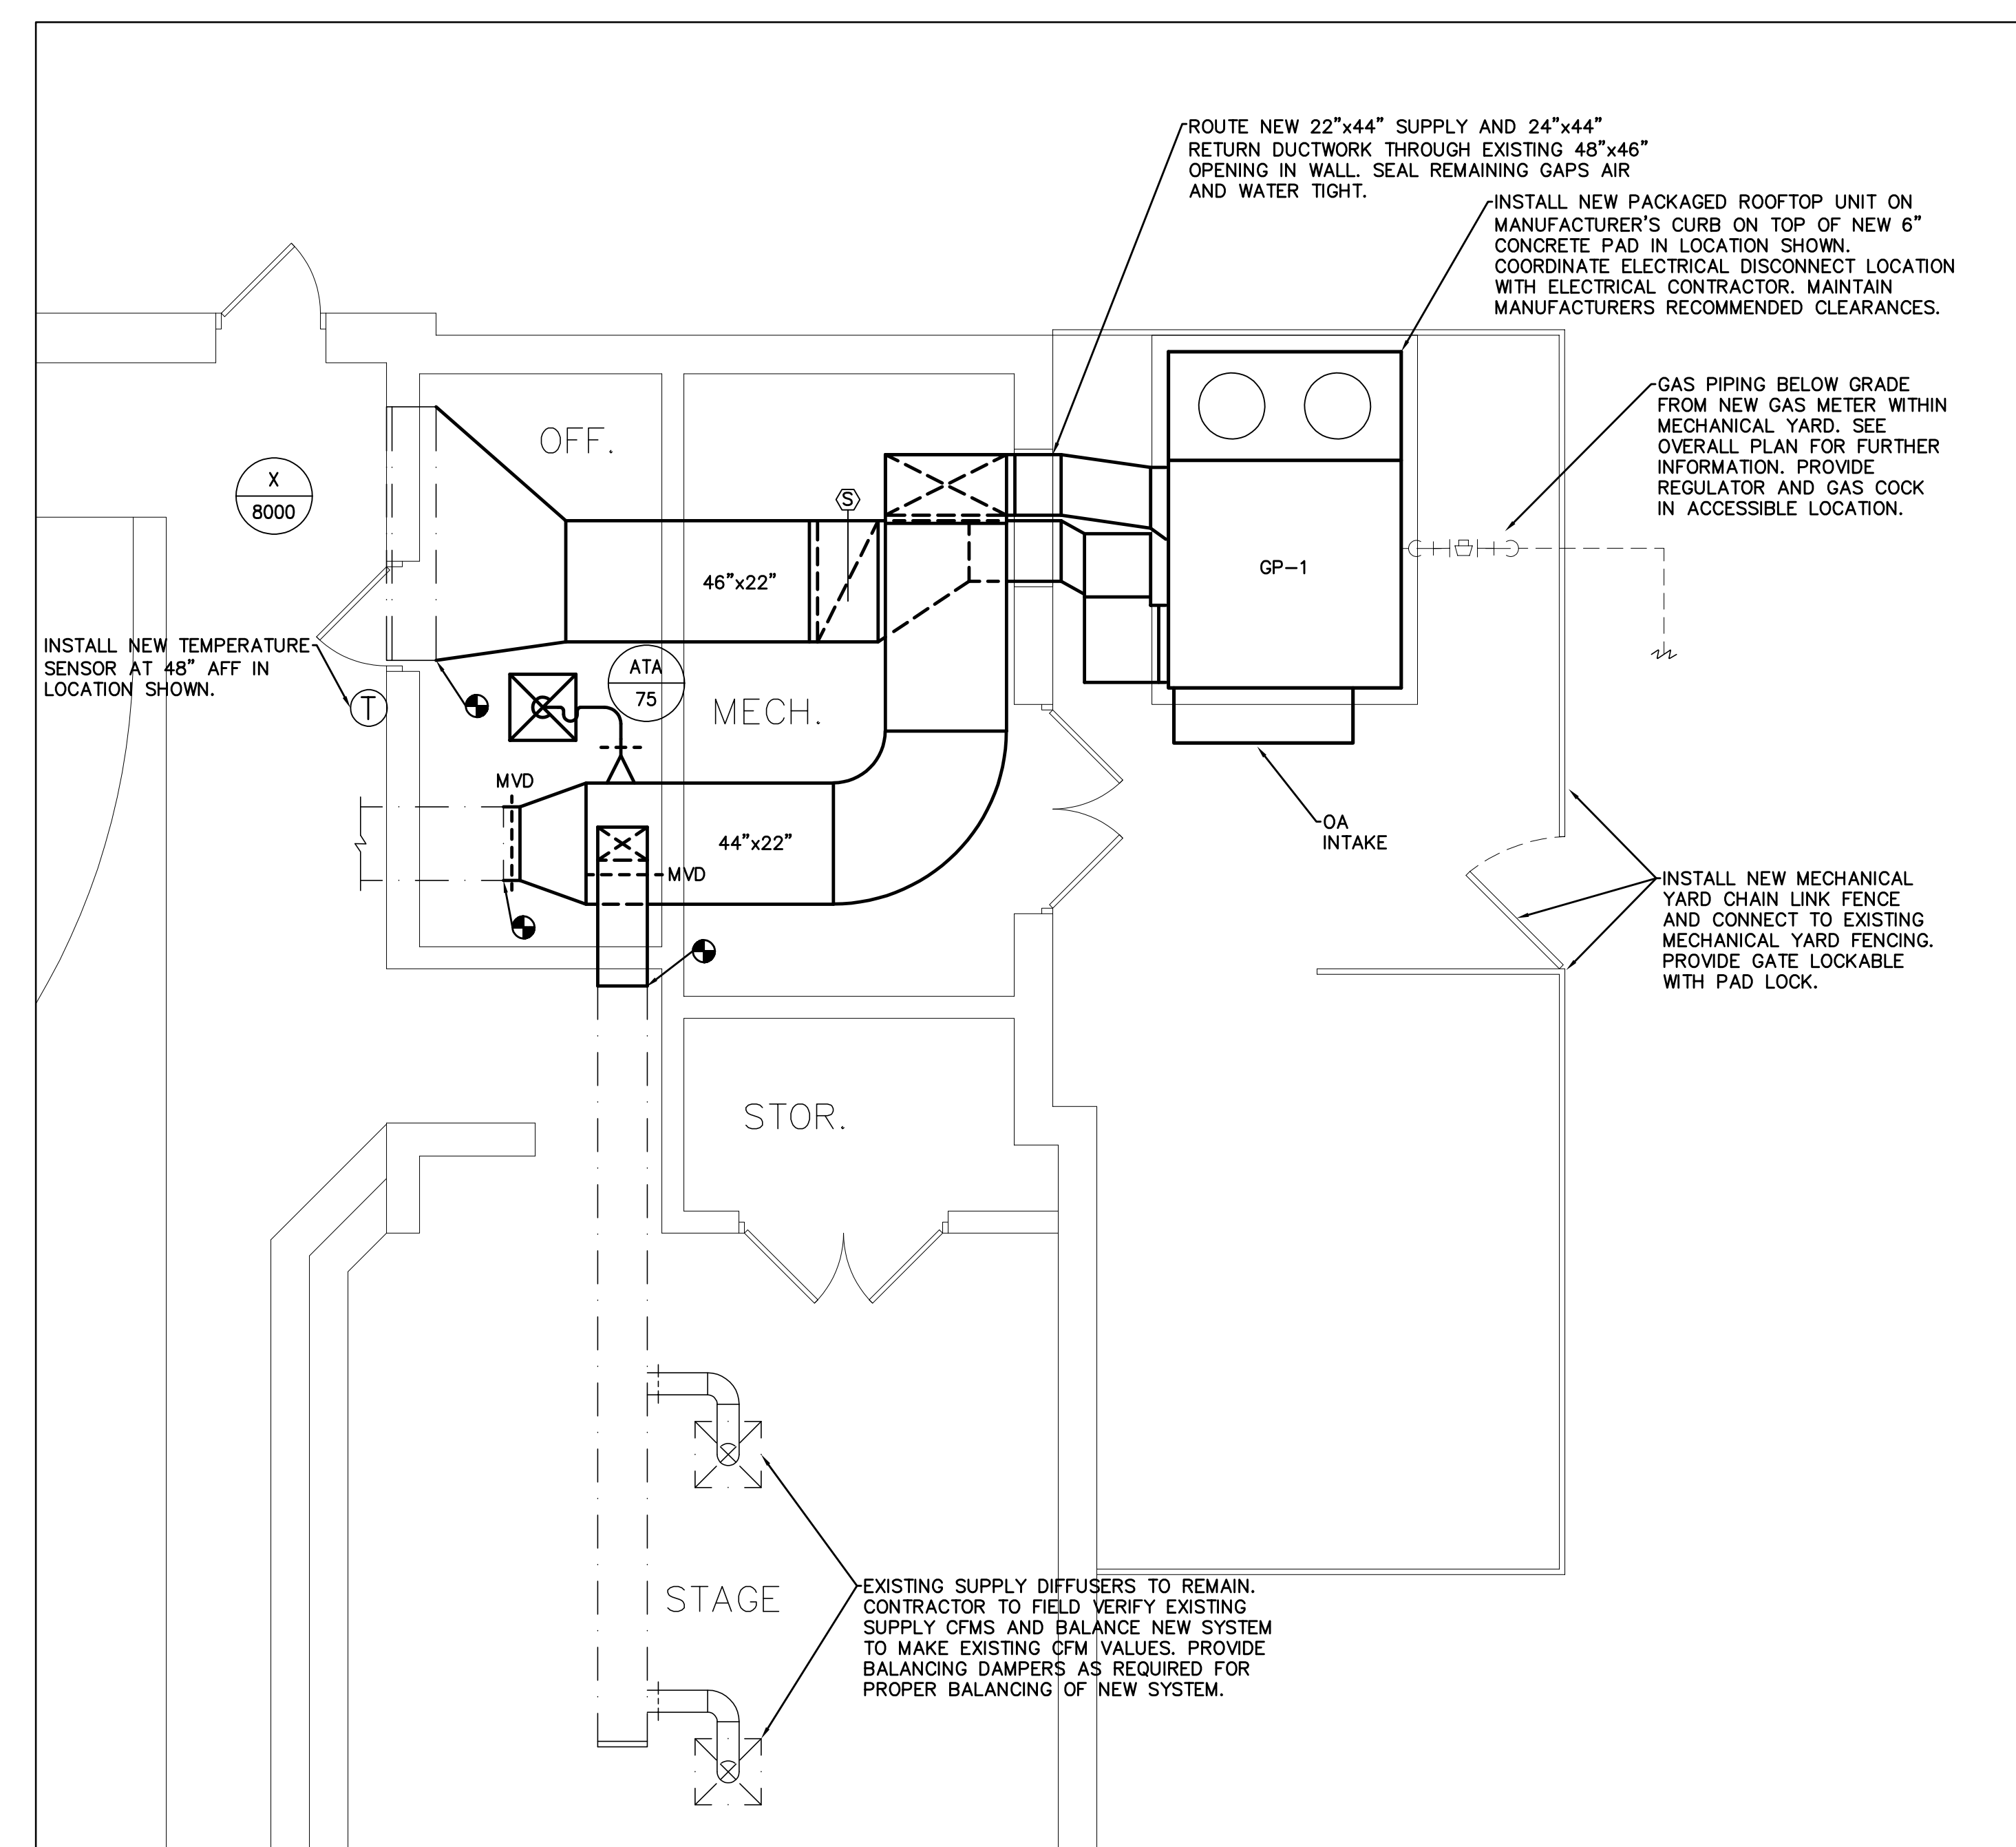 ROUTE NEW 22”x44” SUPPLY AND 24”x44”
RETURN DUCTWORK THROUGH EXISTING 48”x46”
OPENING IN WALL. SEAL REMAINING GAPS AIR
AND WATER TIGHT.
INSTALL NEW PACKAGED ROOFTOP UNIT ON
MANUFACTURER’S CURB ON TOP OF NEW 6”
CONCRETE PAD IN LOCATION SHOWN.
COORDINATE ELECTRICAL DISCONNECT LOCATION
WITH ELECTRICAL CONTRACTOR. MAINTAIN
MANUFACTURERS RECOMMENDED CLEARANCES.
GAS PIPING BELOW GRADE
FROM NEW GAS METER WITHIN
MECHANICAL YARD. SEE
OVERALL PLAN FOR FURTHER
INFORMATION. PROVIDE
REGULATOR AND GAS COCK
IN ACCESSIBLE LOCATION.
OFF.
X
8000
S
46”x22”
GP-1
INSTALL NEW TEMPERATURE
SENSOR AT 48” AFF IN
LOCATION SHOWN.
T
ATA
75
MECH.
MVD
44”x22”
MVD
OA
INTAKE
INSTALL NEW MECHANICAL
YARD CHAIN LINK FENCE
AND CONNECT TO EXISTING
MECHANICAL YARD FENCING.
PROVIDE GATE LOCKABLE
WITH PAD LOCK.
STOR.
STAGE
EXISTING SUPPLY DIFFUSERS TO REMAIN.
CONTRACTOR TO FIELD VERIFY EXISTING
SUPPLY CFMS AND BALANCE NEW SYSTEM
TO MAKE EXISTING CFM VALUES. PROVIDE
BALANCING DAMPERS AS REQUIRED FOR
PROPER BALANCING OF NEW SYSTEM.